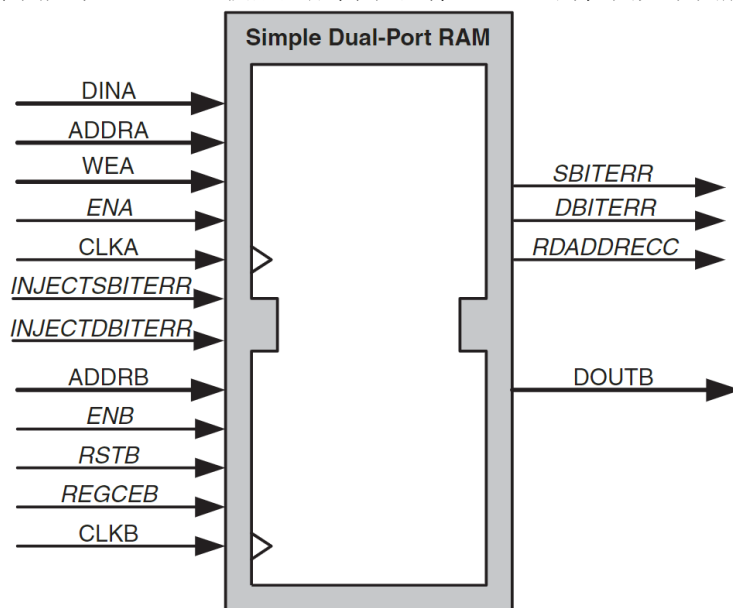 Simple Dual-Port RAM
DINA
ADDRA
WEA
ENA
CLKA
INJECTSBITERR
INJECTDBITERR
ADDRB
ENB
RSTB
REGCEB
CLKB
SBITERR
DBITERR
RDADDRECC
DOUTB